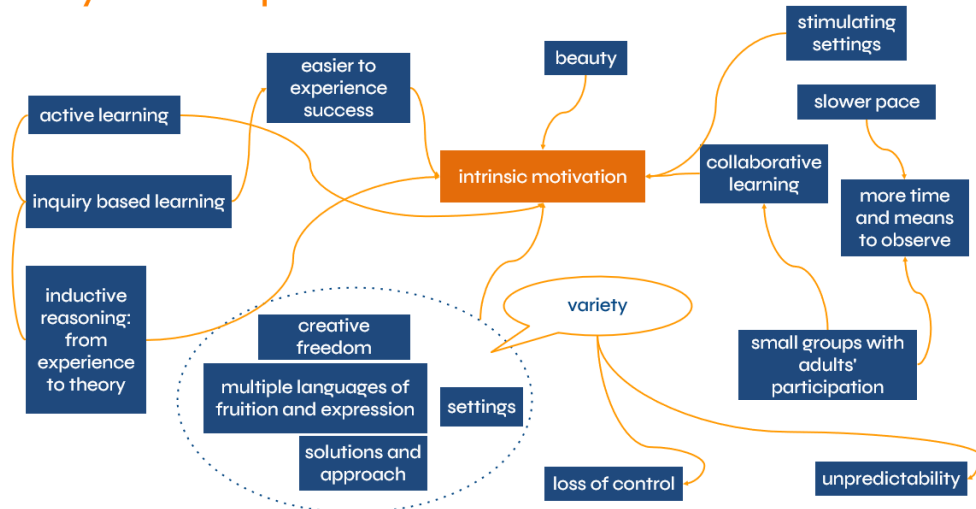 stimulating
settings
beauty
easier to
experience
success
slower pace
active learning
intrinsic motivation
collaborative
learning
inquiry based learning
more time
and means
to observe
inductive
reasoning:
from
experience
to theory
variety
creative
freedom
small groups with
adults'
participation
multiple languages of
fruition and expression
settings
solutions and
approach
loss of control
unpredictability